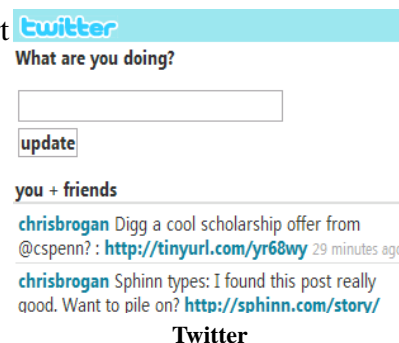 t twitter
What are you doing?
update
you + friends
chrisbrogan Digg a cool scholarship offer from
@cspenn? : http://tinyurl.com/yr68wy 29 minutes ago
chrisbrogan Sphinn types: I found this post really
good. Want to pile on? http://sphinn.com/story/
Twitter